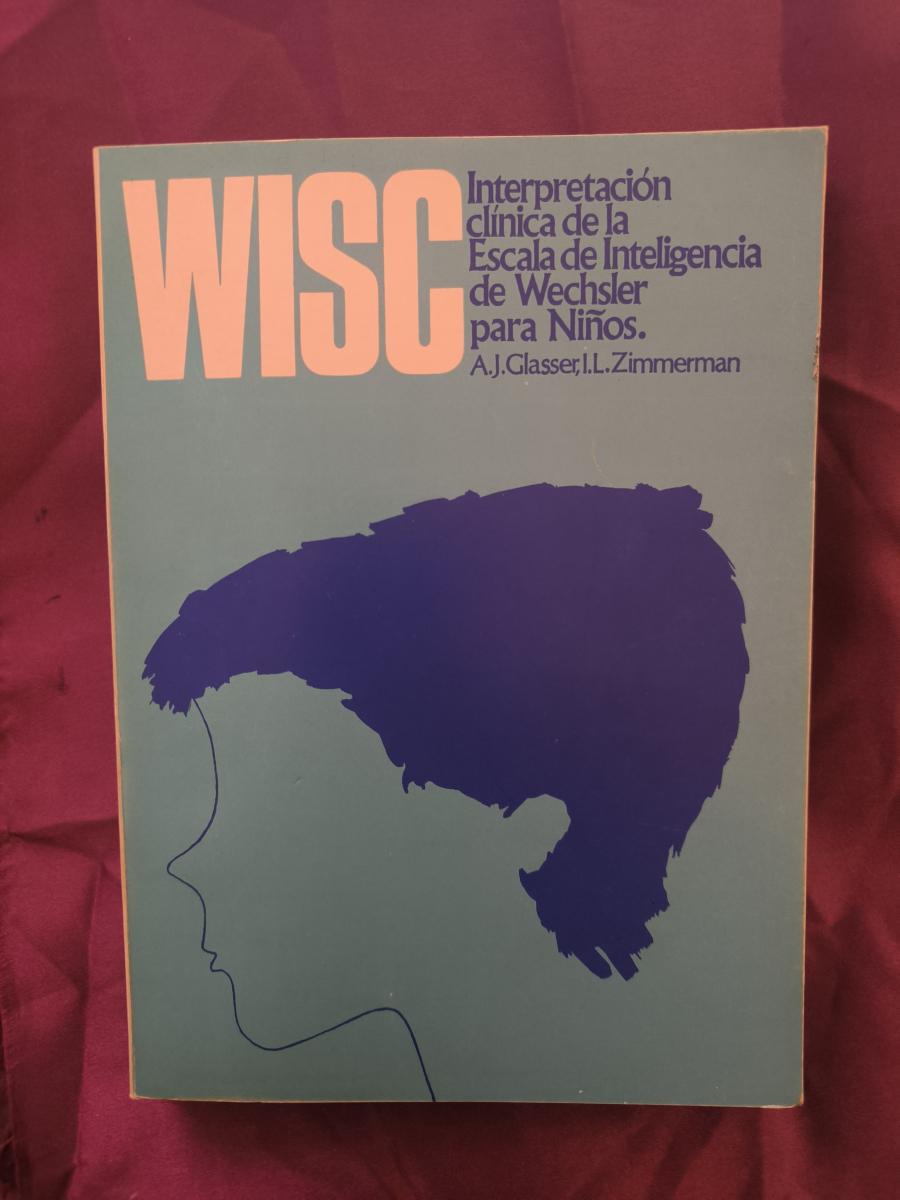 WISC
Interpretación
clínica de la
Escala de Inteligencia
de Wechsler
para Niños.
A.J.Glasser,I.L.Zimmerman